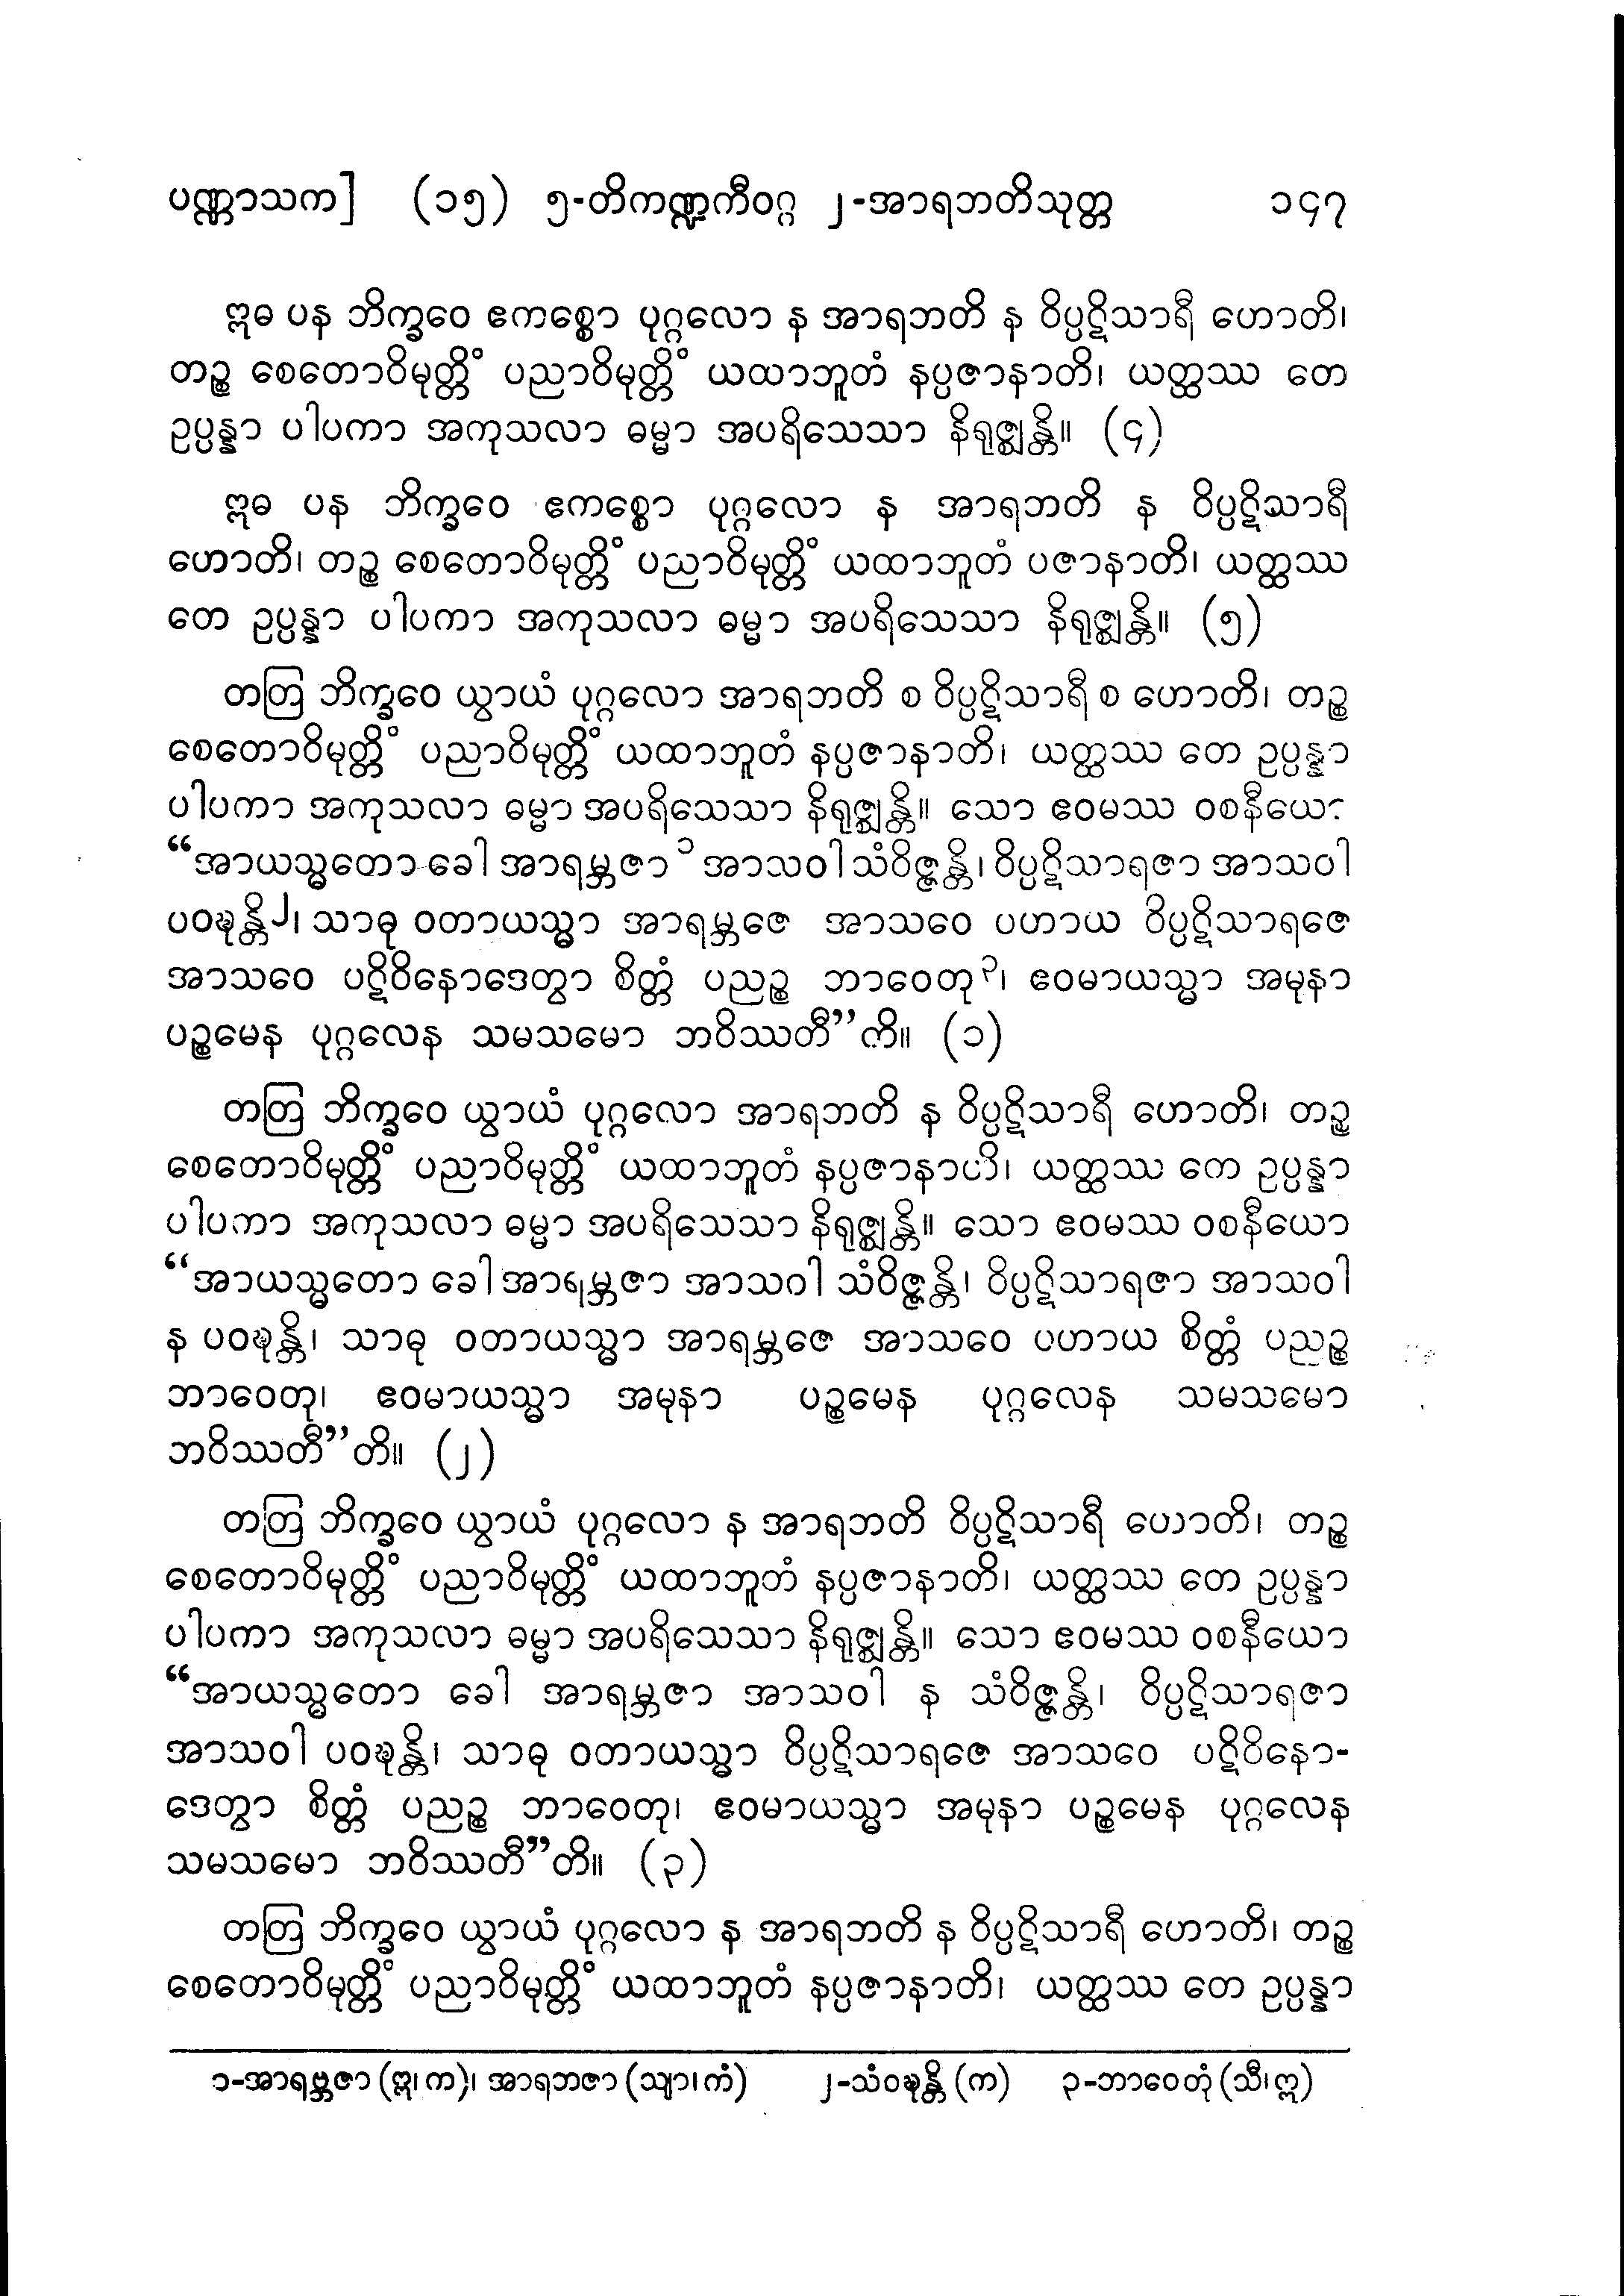 ပဏ္ဏာသက] (၁၅) ၅-တိကဏ္ဍကီဝဂ္ဂ ၂-အာရဘတိသုတ္တ ၁၄၇
ဣဓ ပန ဘိက္ခဝေ ဧကစ္စော ပုဂ္ဂလော န အာရဘတိ န ဝိပ္ပဋိသာရီ ဟောတိ၊
တဉ္စ စေတောဝိမုတ္တိံ ပညာဝိမုတ္တိံ ယထာဘူတံ နပ္ပဇာနာတိ၊ ယတ္ထဿ တေ
ဥပ္ပန္နာ ပါပကာ အကုသလာ ဓမ္မာ အပရိသေသာ နိရုဇ္ဈန္တိ။ (၄)
ဣဓ ပန ဘိက္ခဝေ ဧကစ္စော ပုဂ္ဂလော န အာရဘတိ န ဝိပ္ပဋိသာရီ
ဟောတိ၊ တဉ္စ စေတောဝိမုတ္တိံ ပညာဝိမုတ္တိံ ယထာဘူတံ ပဇာနာတိ၊ ယတ္ထဿ
တေ ဥပ္ပန္နာ ပါပကာ အကုသလာ ဓမ္မာ အပရိသေသာ နိရုဇ္ဈန္တိ။ (၅)
တတြ ဘိက္ခဝေ ယွာယံ ပုဂ္ဂလော အာရဘတိ စ ဝိပ္ပဋိသာရီ စ ဟောတိ၊ တဉ္စ
စေတောဝိမုတ္တိံ ပညာဝိမုတ္တိံ ယထာဘူတံ နပ္ပဇာနာတိ၊ ယတ္ထဿ တေ ဥပ္ပန္နာ
ပါပကာ အကုသလာ ဓမ္မာ အပရိသေသာ နိရုဇ္ဈန္တိ။ သော ဧဝမဿ ဝစနီယော
“အာယသ္မတော ခေါ အာရမ္ဘဇာ ၁ အာသဝါ သံဝိဇ္ဇန္တိ၊ ဝိပ္ပဋိသာရဇာ အာသဝါ
ပဝဍ္ဎန္တိ ၂၊ သာဓု ဝတာယသ္မာ အာရမ္ဘဇေ အာသဝေ ပဟာယ ဝိပ္ပဋိသာရဇေ
အာသဝေ ပဋိဝိနောဒေတွာ စိတ္တံ ပညဉ္စ ဘာဝေတု ၃၊ ဧဝမာယသ္မာ အမုနာ
ပဉ္စမေန ပုဂ္ဂလေန သမသမော ဘဝိဿတီ”တိ။ (၁)
တတြ ဘိက္ခဝေ ယွာယံ ပုဂ္ဂလော အာရဘတိ န ဝိပ္ပဋိသာရီ ဟောတိ၊ တဉ္စ
စေတောဝိမုတ္တိံ ပညာဝိမုတ္တိံ ယထာဘူတံ နပ္ပဇာနာတိ၊ ယတ္ထဿ တေ ဥပ္ပန္နာ
ပါပကာ အကုသလာ ဓမ္မာ အပရိသေသာ နိရုဇ္ဈန္တိ။ သော ဧဝမဿ ဝစနီယော
“အာယသ္မတော ခေါ အာရမ္ဘဇာ အာသဝါ သံဝိဇ္ဇန္တိ၊ ဝိပ္ပဋိသာရဇာ အာသဝါ
န ပဝဍ္ဎန္တိ၊ သာဓု ဝတာယသ္မာ အာရမ္ဘဇေ အာသဝေ ပဟာယ စိတ္တံ ပညဉ္စ
ဘာဝေတု၊ ဧဝမာယသ္မာ အမုနာ ပဉ္စမေန ပုဂ္ဂလေန သမသမော
ဘဝိဿတီ”တိ။ (၂)
တတြ ဘိက္ခဝေ ယွာယံ ပုဂ္ဂလော န အာရဘတိ ဝိပ္ပဋိသာရီ ဟောတိ၊ တဉ္စ
စေတောဝိမုတ္တိံ ပညာဝိမုတ္တိံ ယထာဘူတံ နပ္ပဇာနာတိ၊ ယတ္ထဿ တေ ဥပ္ပန္နာ
ပါပကာ အကုသလာ ဓမ္မာ အပရိသေသာ နိရုဇ္ဈန္တိ။ သော ဧဝမဿ ဝစနီယော
“အာယသ္မတော ခေါ အာရမ္ဘဇာ အာသဝါ န သံဝိဇ္ဇန္တိ၊ ဝိပ္ပဋိသာရဇာ
အာသဝါ ပဝဍ္ဎန္တိ၊ သာဓု ဝတာယသ္မာ ဝိပ္ပဋိသာရဇေ အာသဝေ ပဋိဝိနော-
ဒေတွာ စိတ္တံ ပညဉ္စ ဘာဝေတု၊ ဧဝမာယသ္မာ အမုနာ ပဉ္စမေန ပုဂ္ဂလေန
သမသမော ဘဝိဿတီ”တိ။ (၃)
တတြ ဘိက္ခဝေ ယွာယံ ပုဂ္ဂလော န အာရဘတိ န ဝိပ္ပဋိသာရီ ဟောတိ၊ တဉ္စ
စေတောဝိမုတ္တိံ ပညာဝိမုတ္တိံ ယထာဘူတံ နပ္ပဇာနာတိ၊ ယတ္ထဿ တေ ဥပ္ပန္နာ
၁-အာရဗ္ဘဇာ (ဣ၊ က)၊ အာရဘဇာ (သျာ၊ ကံ) ၂-သံဝဍ္ဎန္တိ (က) ၃-ဘာဝေတုံ (သီ၊ ဣ)